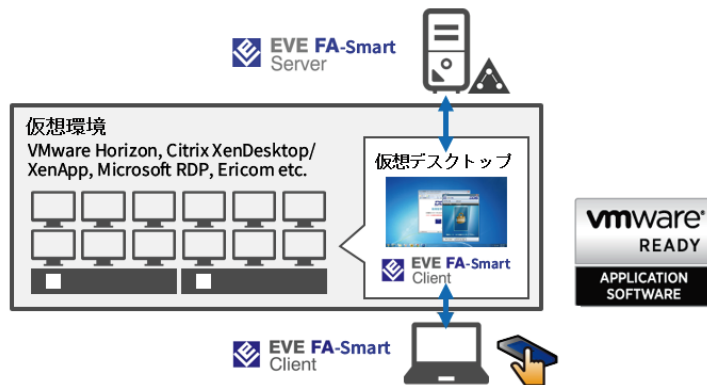 EVE FA-Smart
Server
仮想環境
VMware Horizon, Citrix XenDesktop/
XenApp, Microsoft RDP, Ericom etc.
仮想デスクトップ
EVE FA-Smart
Client
vmware®
READY
APPLICATION
SOFTWARE
EVE FA-Smart
Client